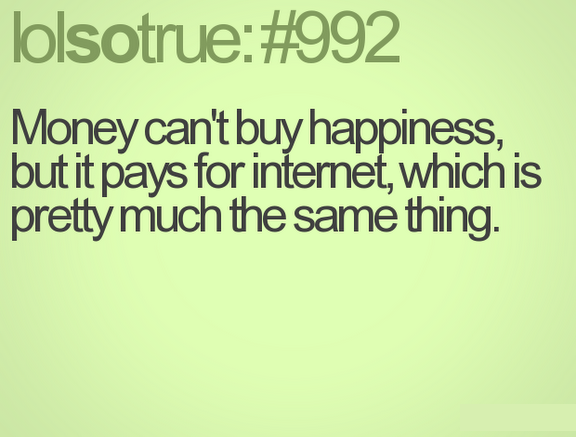 lolsotrue: #992
Money can't buy happiness,
but it pays for internet, which is
pretty much the same thing.